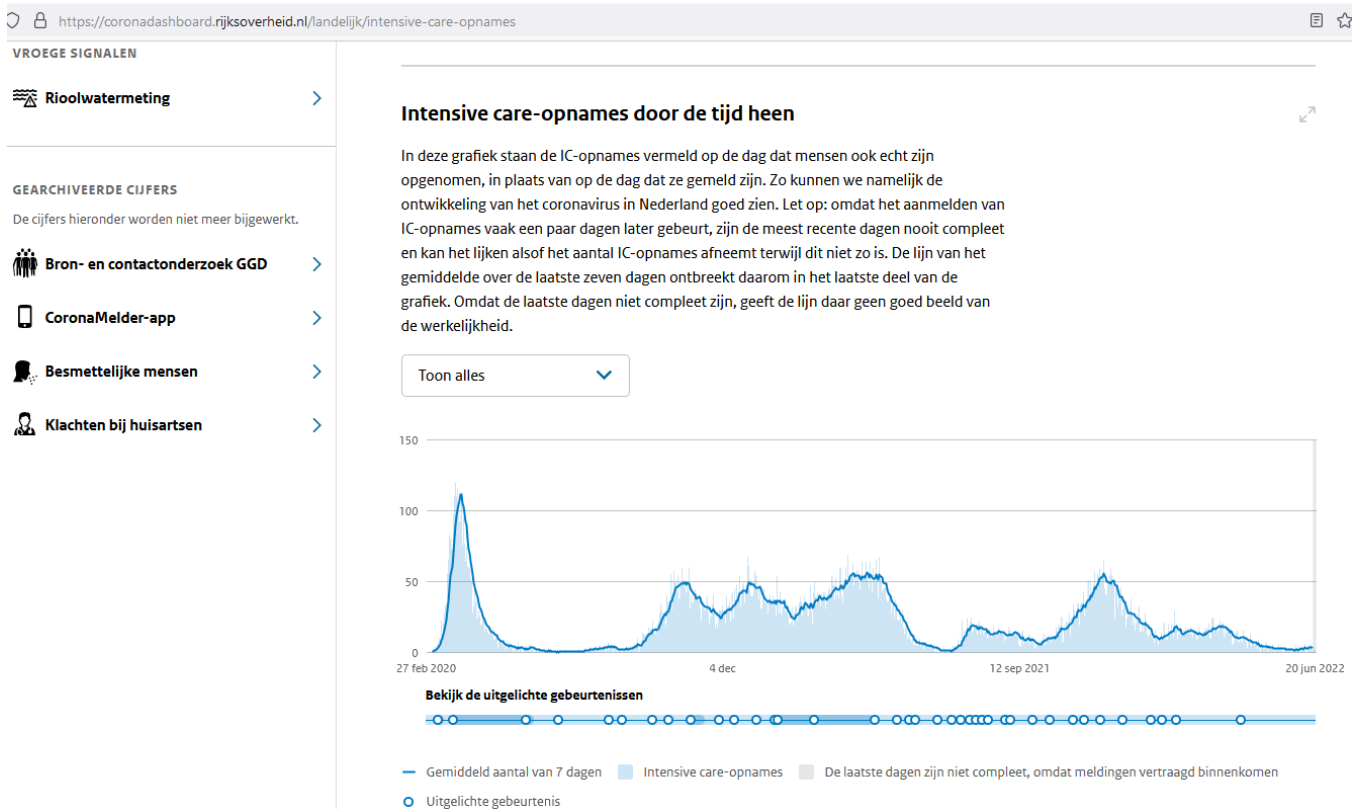 https://coronadashboard.rijksoverheid.nl/landelijk/intensive-care-opnames
VROEGE SIGNALEN
Rioolwatermeting
GEARCHIVEERDE CIJFERS
De cijfers hieronder worden niet meer bijgewerkt.
Bron- en contactonderzoek GGD
CoronaMelder-app
Besmettelijke mensen
Klachten bij huisartsen
Intensive care-opnames door de tijd heen
In deze grafiek staan de IC-opnames vermeld op de dag dat mensen ook echt zijn
opgenomen, in plaats van op de dag dat ze gemeld zijn. Zo kunnen we namelijk de
ontwikkeling van het coronavirus in Nederland goed zien. Let op: omdat het aanmelden van
IC-opnames vaak een paar dagen later gebeurt, zijn de meest recente dagen nooit compleet
en kan het lijken alsof het aantal IC-opnames afneemt terwijl dit niet zo is. De lijn van het
gemiddelde over de laatste zeven dagen ontbreekt daarom in het laatste deel van de
grafiek. Omdat de laatste dagen niet compleet zijn, geeft de lijn daar geen goed beeld van
de werkelijkheid.
Toon alles
150
100
50
0
27 feb 2020 4 dec 12 sep 2021 20 jun 2022
Bekijk de uitgelichte gebeurtenissen
Gemiddeld aantal van 7 dagen Intensive care-opnames De laatste dagen zijn niet compleet, omdat meldingen vertraagd binnenkomen
Uitgelichte gebeurtenis